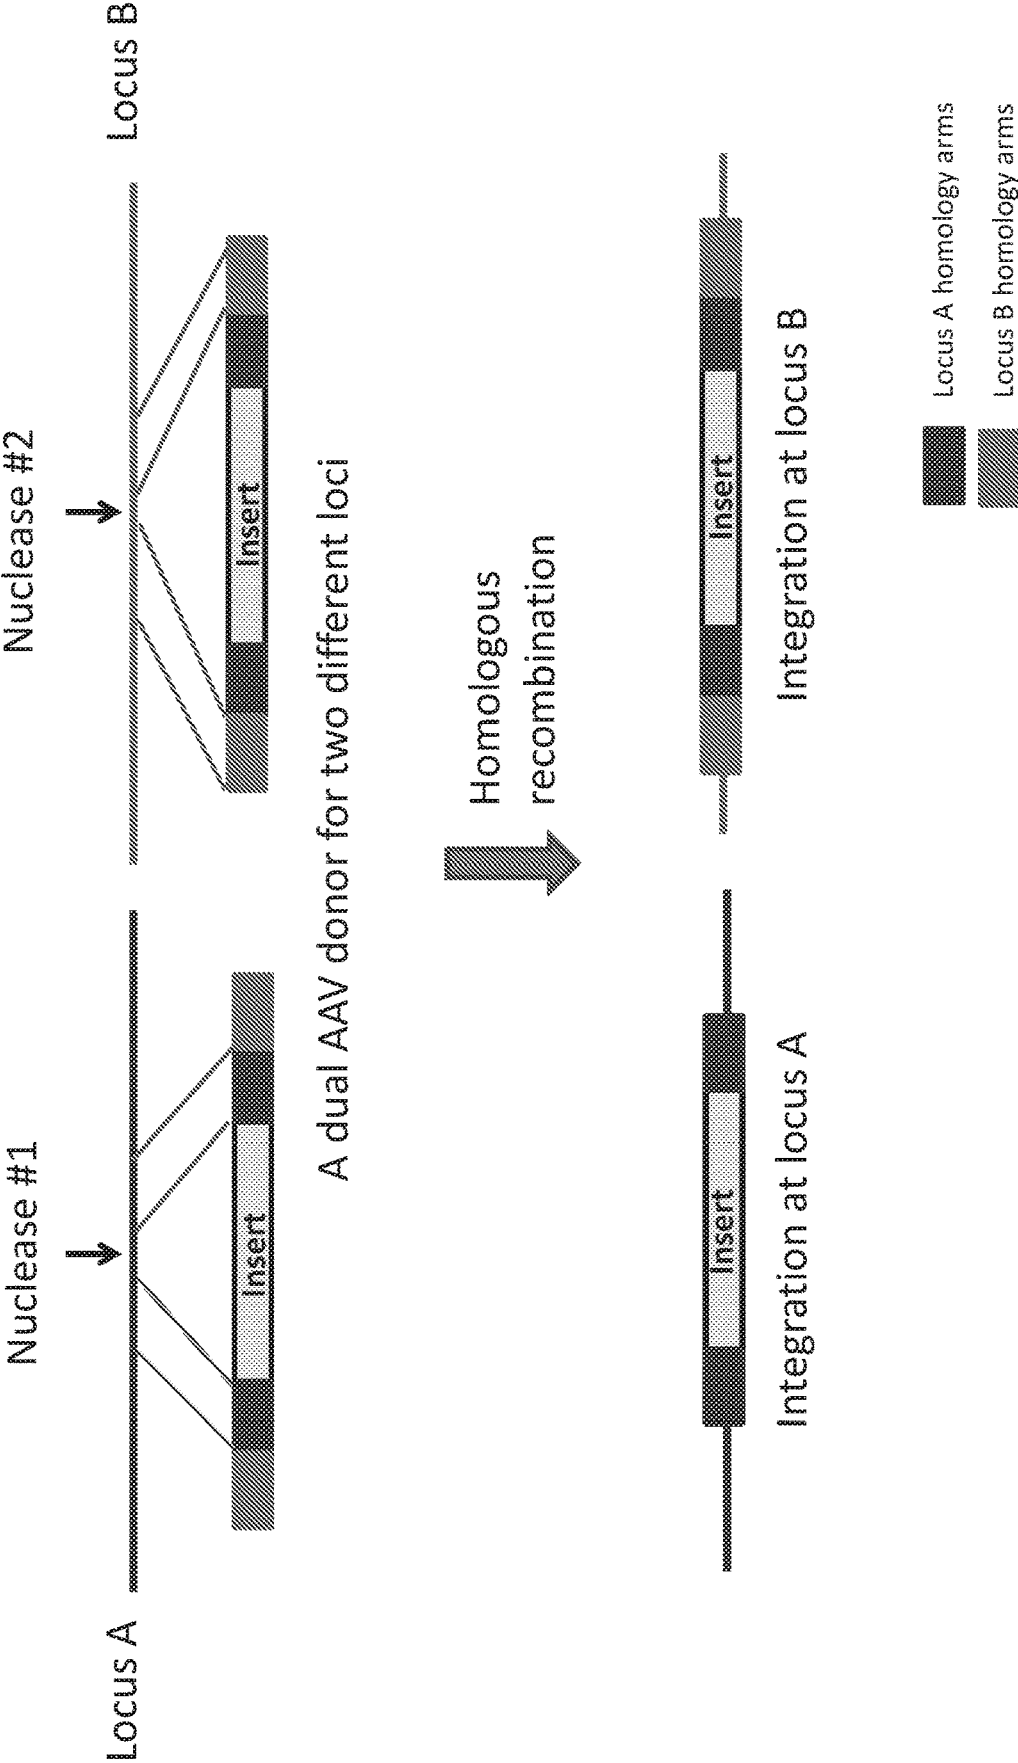 Nuclease #1
Nuclease #2
Locus A
Locus B
Insert
Insert
A dual AAV donor for two different loci
Homologous
recombination
Insert
Insert
Integration at locus A
Integration at locus B
Locus A homology arms
Locus B homology arms